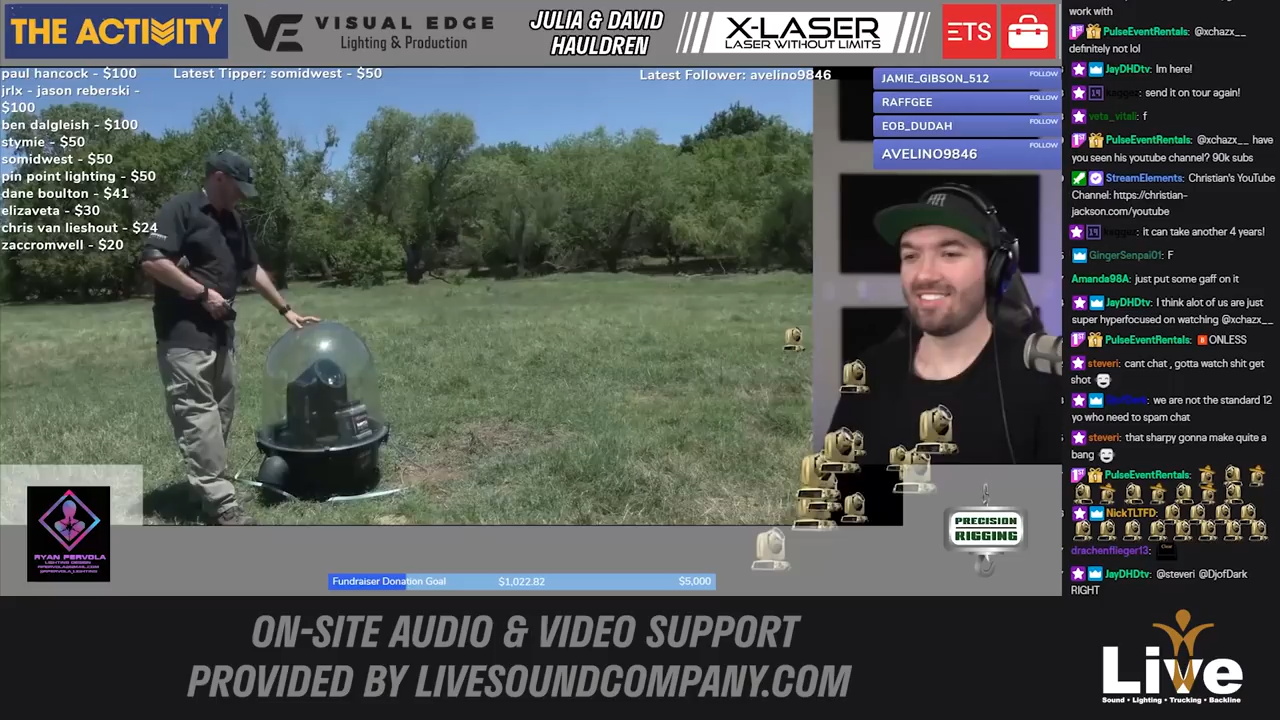 THE ACTIVITY
VISUAL EDGE
Lighting & Production
JULIA & DAVID
HAULDREN
X-LASER
LASER WITHOUT LIMITS
ETS
paul hancock - $100
jrlx - jason reberski -
$100
ben dalgleish - $100
stymie - $50
somidwest - $50
pin point lighting - $50
dane boulton - $41
elizaveta - $30
chris van lieshout - $24
zaccromwell - $20
Latest Tipper: somidwest - $50
Latest Follower: avelino9846
JAMIE_GIBSON_512 FOLLOW
RAFFGEE FOLLOW
EOB_DUDAH FOLLOW
AVELINO9846 FOLLOW
RYAN PERVOLA
LIGHTING DESIGN
PRECISION
RIGGING
Fundraiser Donation Goal $1,022.82 $5,000
ON-SITE AUDIO & VIDEO SUPPORT
PROVIDED BY LIVESOUNDCOMPANY.COM
work with
PulseEventRentals: @xchazx__
definitely not lol
JayDHDtv: Im here!
send it on tour again!
veta_vitali: f
PulseEventRentals: @xchazx__ have
you seen his youtube channel? 90k subs
StreamElements: Christian's YouTube
Channel: https://christian-
jackson.com/youtube
it can take another 4 years!
GingerSenpai01: F
Amanda98A: just put some gaff on it
JayDHDtv: I think alot of us are just
super hyperfocused on watching @xchazx__
PulseEventRentals: ONLESS
steveri: cant chat , gotta watch shit get
shot
we are not the standard 12
yo who need to spam chat
steveri: that sharpy gonna make quite a
bang
PulseEventRentals:
NickTLTFD:
drachenflieger13:
JayDHDtv: @steveri @DjofDark
RIGHT
Live
Sound • Lighting • Trucking • Backline